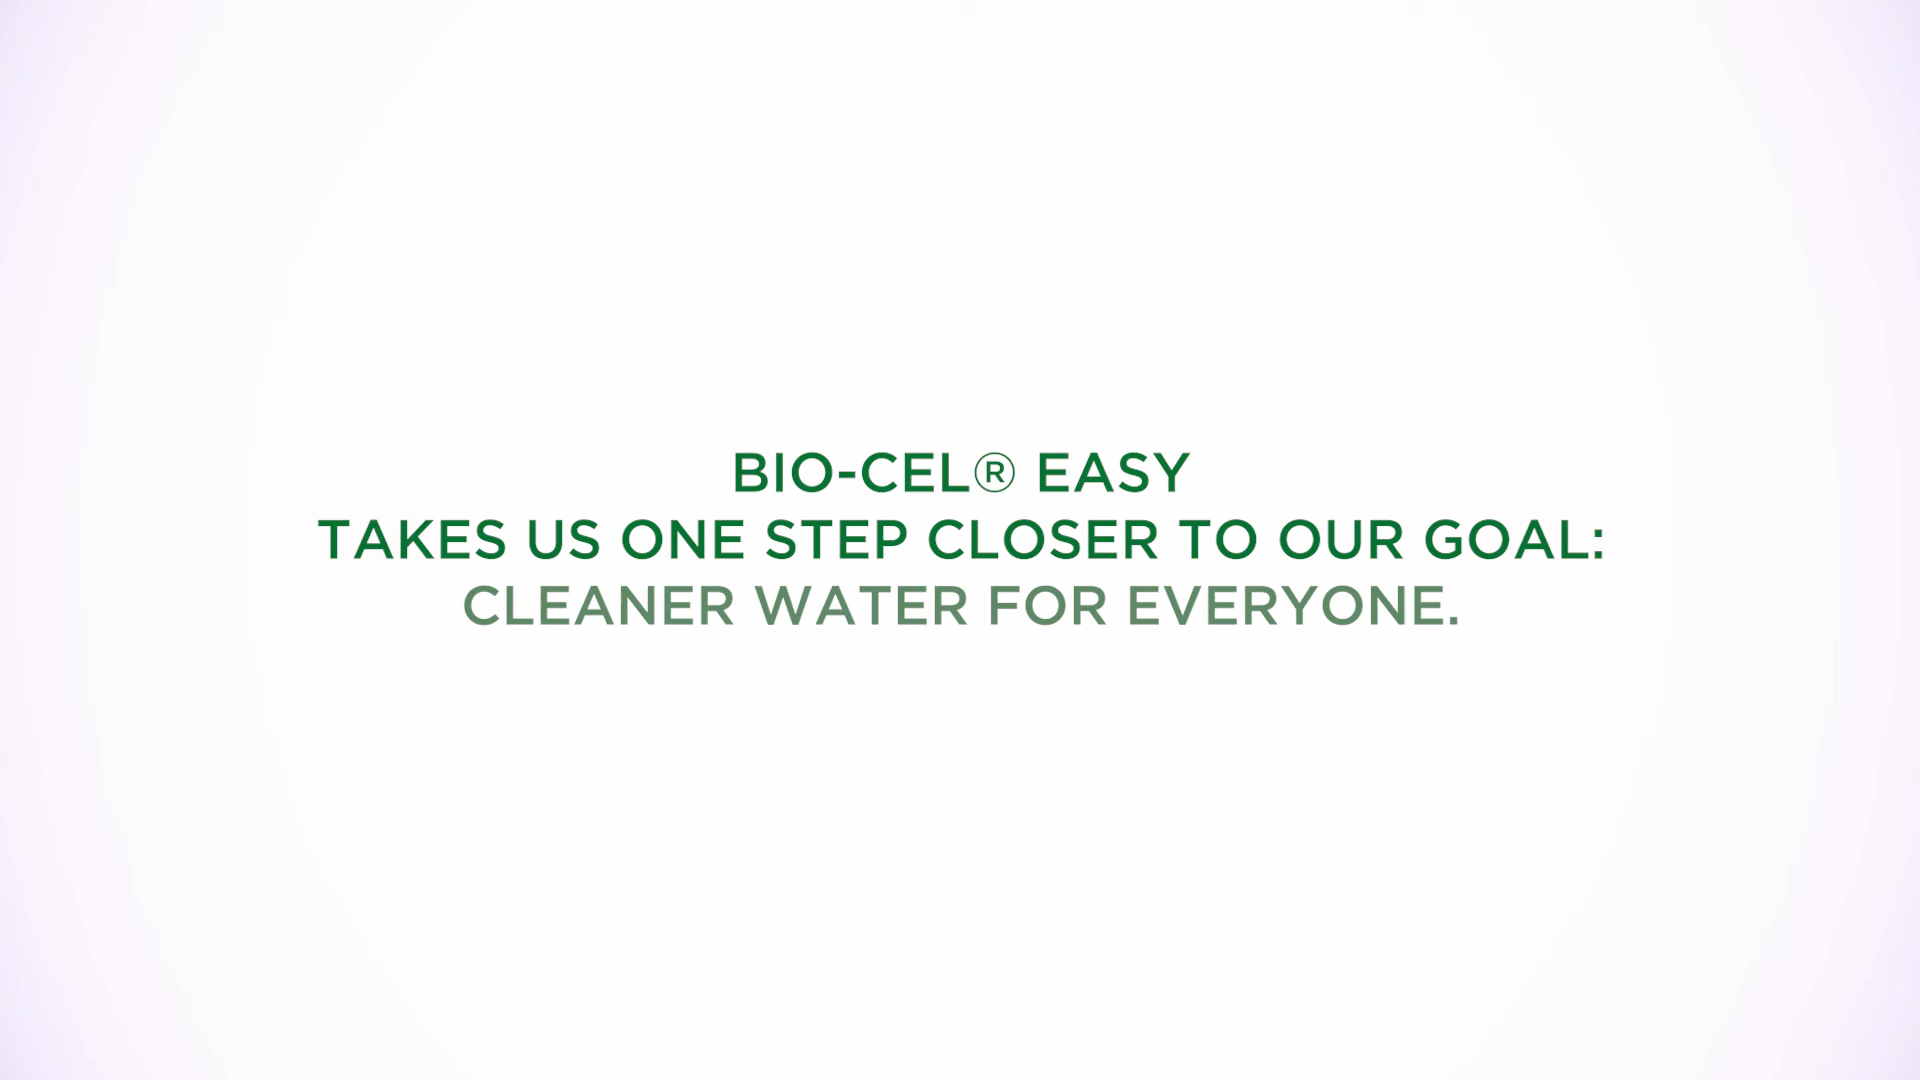 BIO-CEL® EASY
TAKES US ONE STEP CLOSER TO OUR GOAL:
CLEANER WATER FOR EVERYONE.